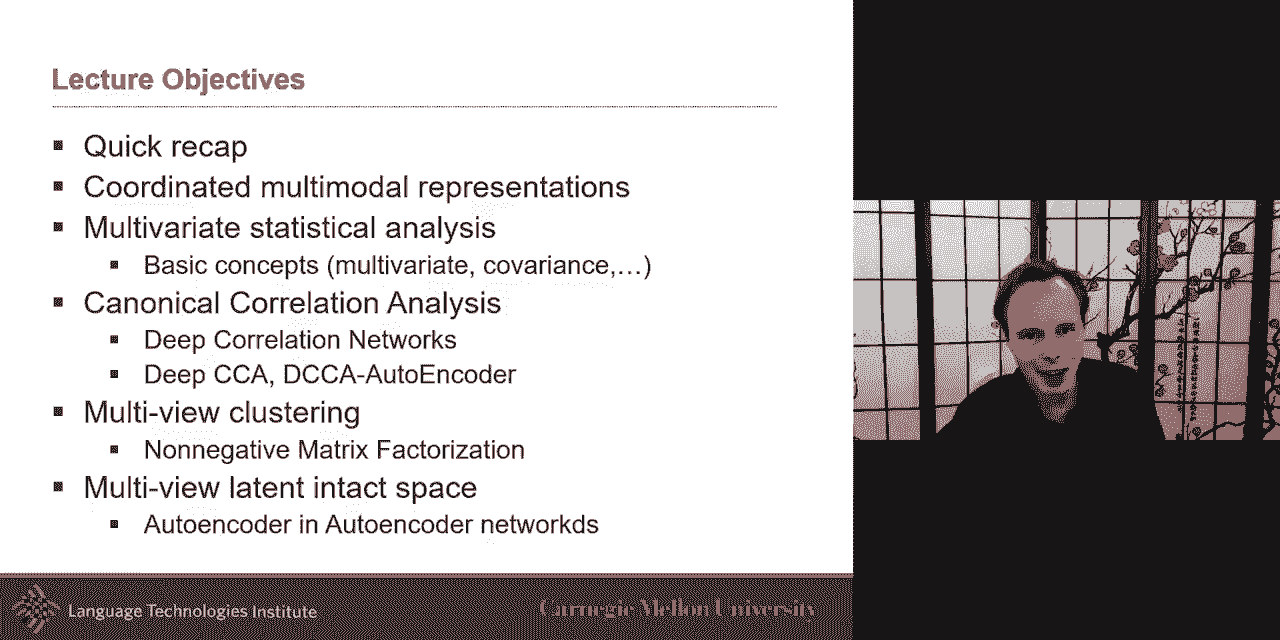 Lecture Objectives
▪ Quick recap
▪ Coordinated multimodal representations
▪ Multivariate statistical analysis
▪ Basic concepts (multivariate, covariance,…)
▪ Canonical Correlation Analysis
▪ Deep Correlation Networks
▪ Deep CCA, DCCA-AutoEncoder
▪ Multi-view clustering
▪ Nonnegative Matrix Factorization
▪ Multi-view latent intact space
▪ Autoencoder in Autoencoder networkds
Language Technologies Institute
Carnegie Mellon University